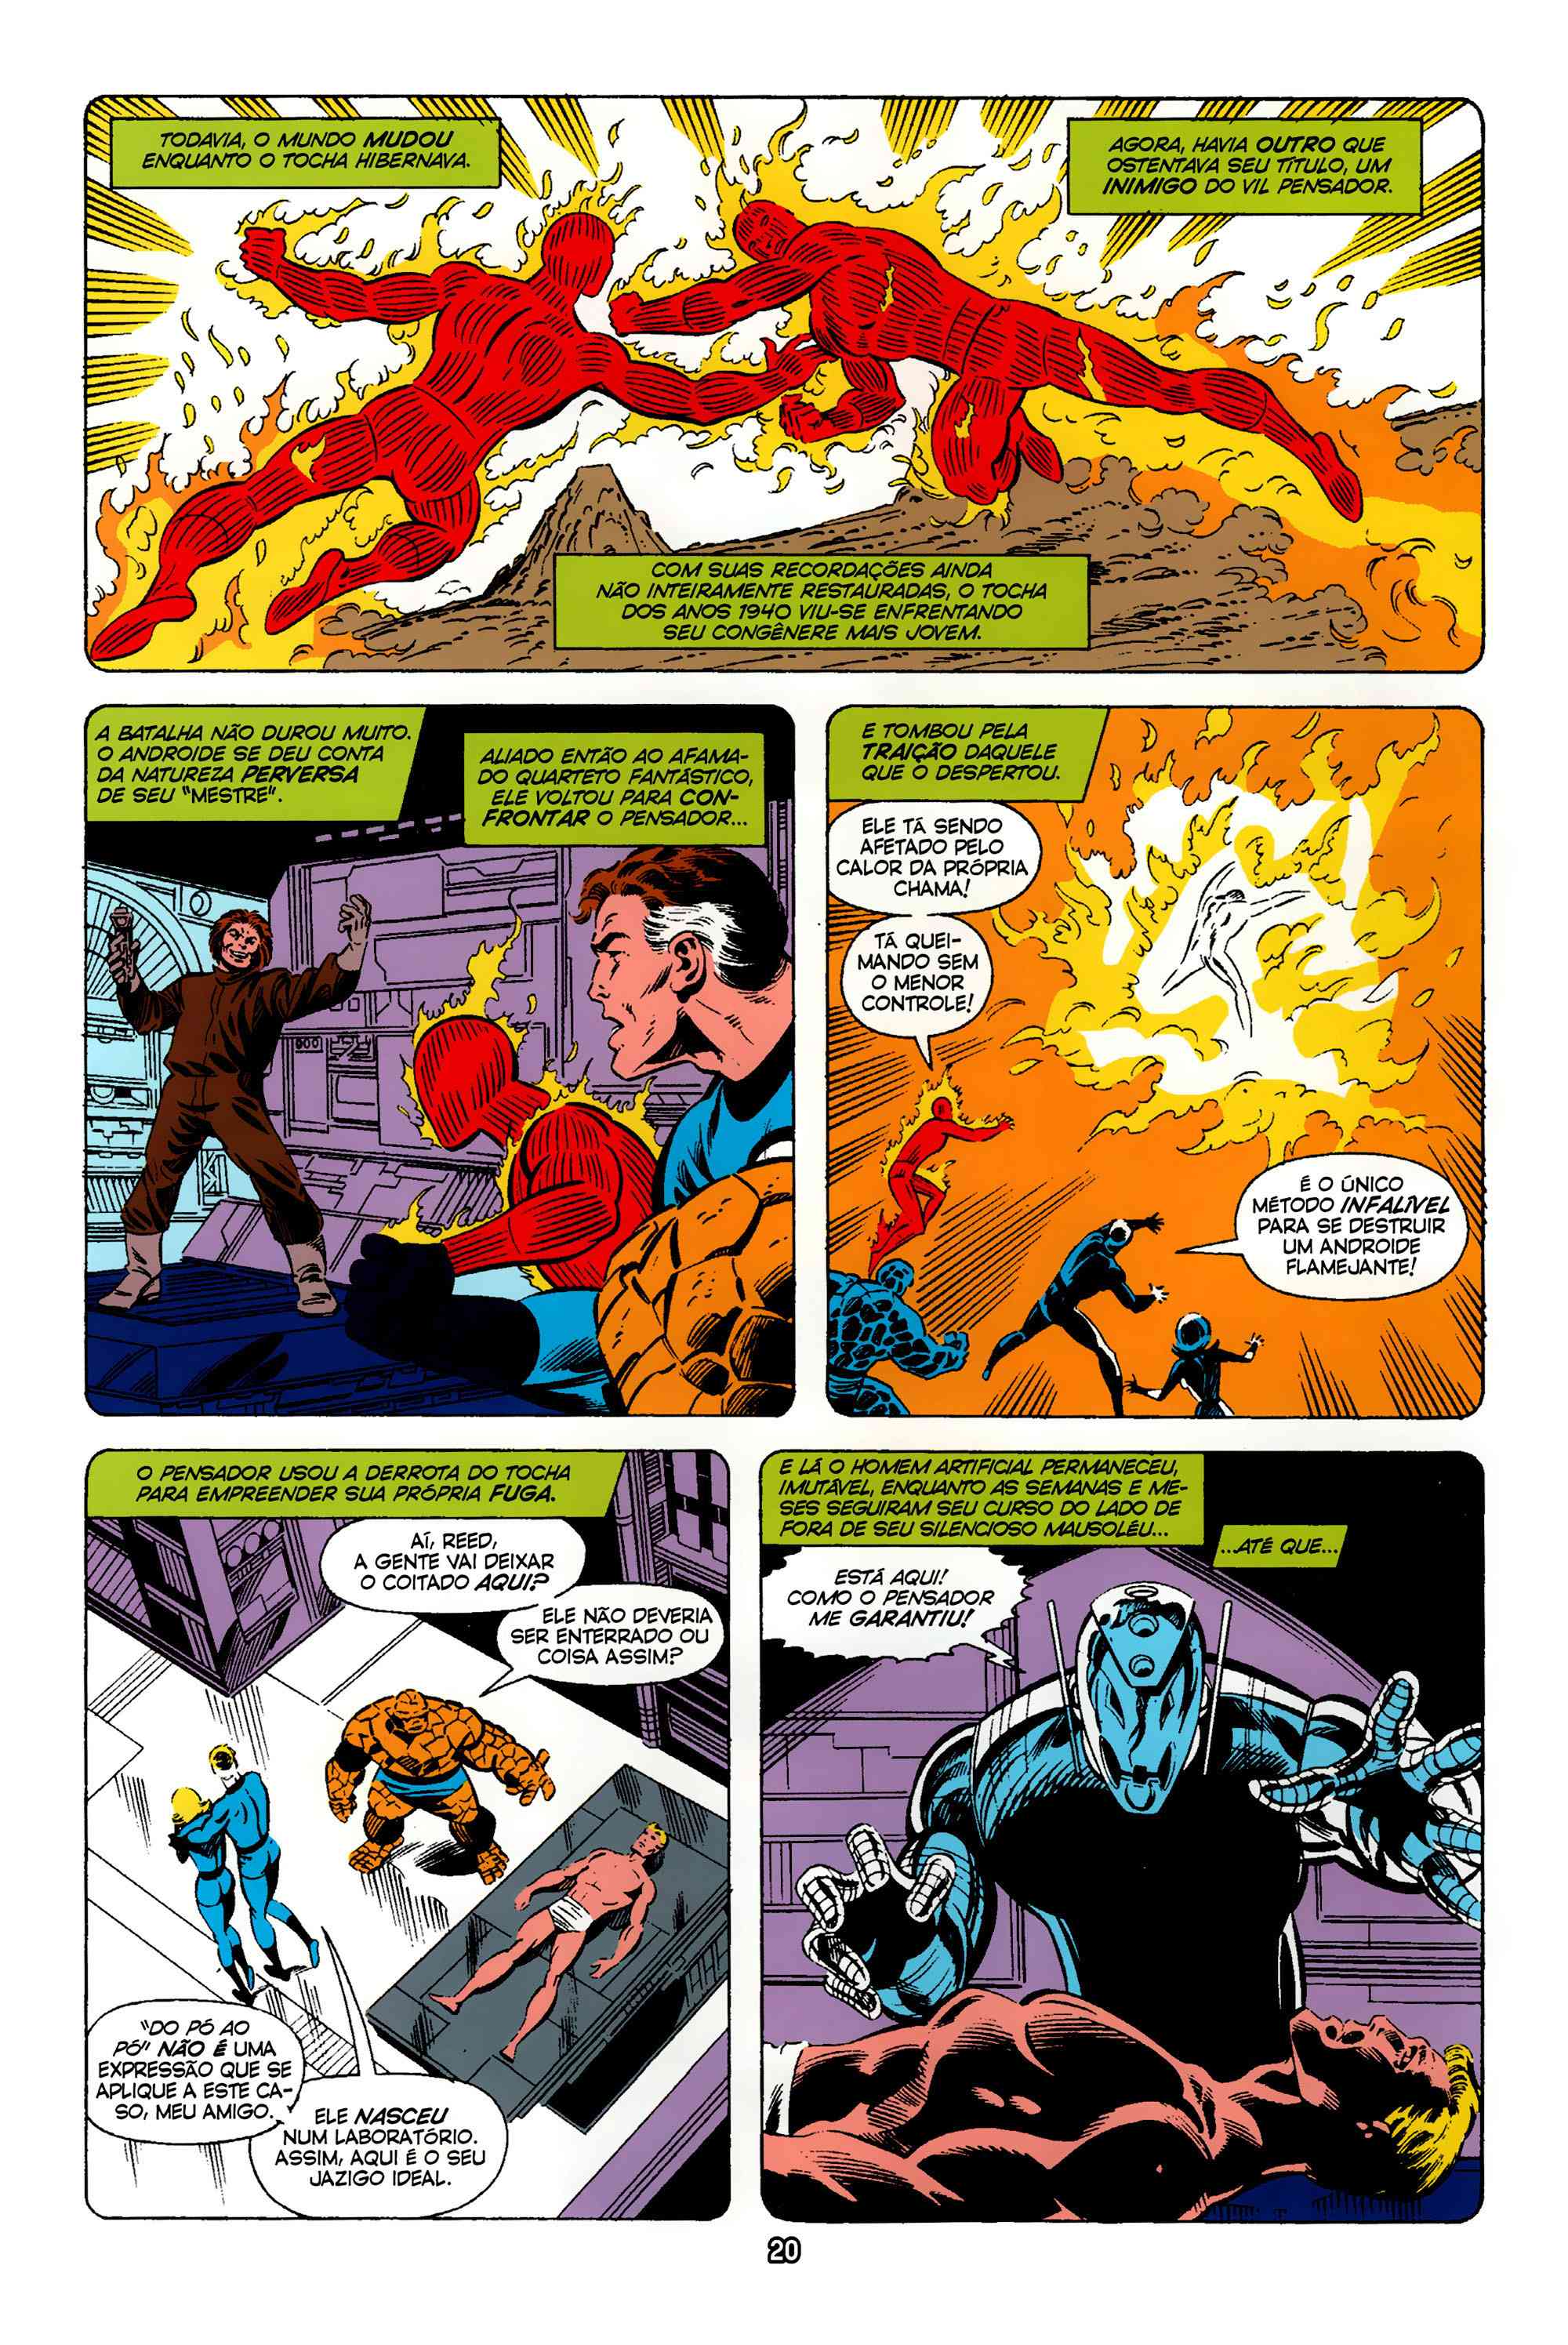 TODAVIA, O MUNDO MUDOU
ENQUANTO O TOCHA HIBERNAVA.
AGORA, HAVIA OUTRO QUE
OSTENTAVA SEU TÍTULO, UM
INIMIGO DO VIL PENSADOR.
COM SUAS RECORDAÇÕES AINDA
NÃO INTEIRAMENTE RESTAURADAS, O TOCHA
DOS ANOS 1940 VIU-SE ENFRENTANDO
SEU CONGÊNERE MAIS JOVEM.
A BATALHA NÃO DUROU MUITO.
O ANDROIDE SE DEU CONTA
DA NATUREZA PERVERSA
DE SEU "MESTRE".
ALIADO ENTÃO AO AFAMA-
DO QUARTETO FANTÁSTICO,
ELE VOLTOU PARA CON-
FRONTAR O PENSADOR...
E TOMBOU PELA
TRAIÇÃO DAQUELE
QUE O DESPERTOU.
ELE TÁ SENDO
AFETADO PELO
CALOR DA PRÓPRIA
CHAMA!
TÁ QUEI-
MANDO SEM
O MENOR
CONTROLE!
É O ÚNICO
MÉTODO INFALÍVEL
PARA SE DESTRUIR
UM ANDROIDE
FLAMEJANTE!
O PENSADOR USOU A DERROTA DO TOCHA
PARA EMPREENDER SUA PRÓPRIA FUGA.
AÍ, REED,
A GENTE VAI DEIXAR
O COITADO AQUI?
ELE NÃO DEVERIA
SER ENTERRADO OU
COISA ASSIM?
"DO PÓ AO
PÓ" NÃO É UMA
EXPRESSÃO QUE SE
APLIQUE A ESTE CA-
SO, MEU AMIGO.
ELE NASCEU
NUM LABORATÓRIO.
ASSIM, AQUI É O SEU
JAZIGO IDEAL.
E LÁ O HOMEM ARTIFICIAL PERMANECEU,
IMUTÁVEL, ENQUANTO AS SEMANAS E ME-
SES SEGUIRAM SEU CURSO DO LADO DE
FORA DE SEU SILENCIOSO MAUSOLÉU...
...ATÉ QUE...
ESTÁ AQUI!
COMO O PENSADOR
ME GARANTIU!
20